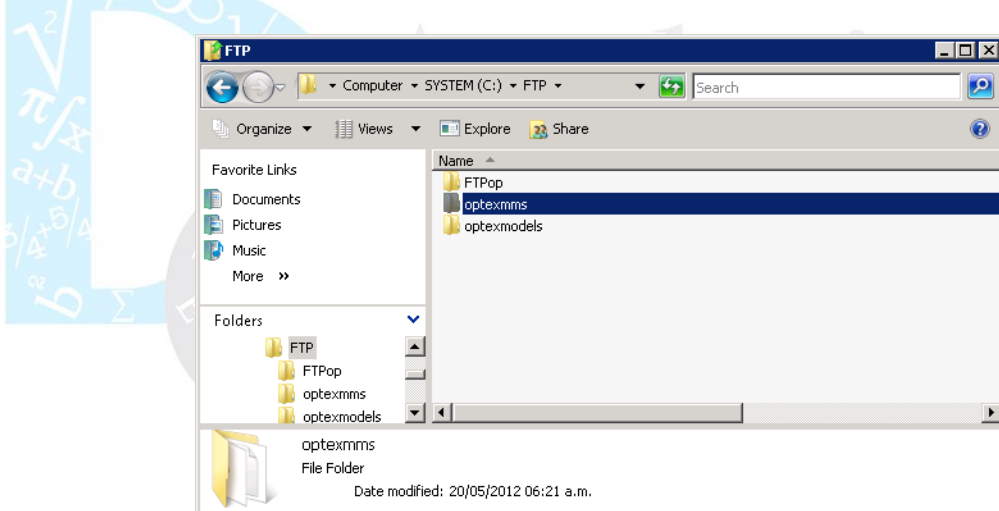 FTP
Computer SYSTEM (C:) FTP
Search
Organize Views Explore Share
Favorite Links
Documents
Pictures
Music
More »
Folders
FTP
FTPop
optexmms
optexmodels
Name
FTPop
optexmms
optexmodels
optexmms
File Folder
Date modified: 20/05/2012 06:21 a.m.